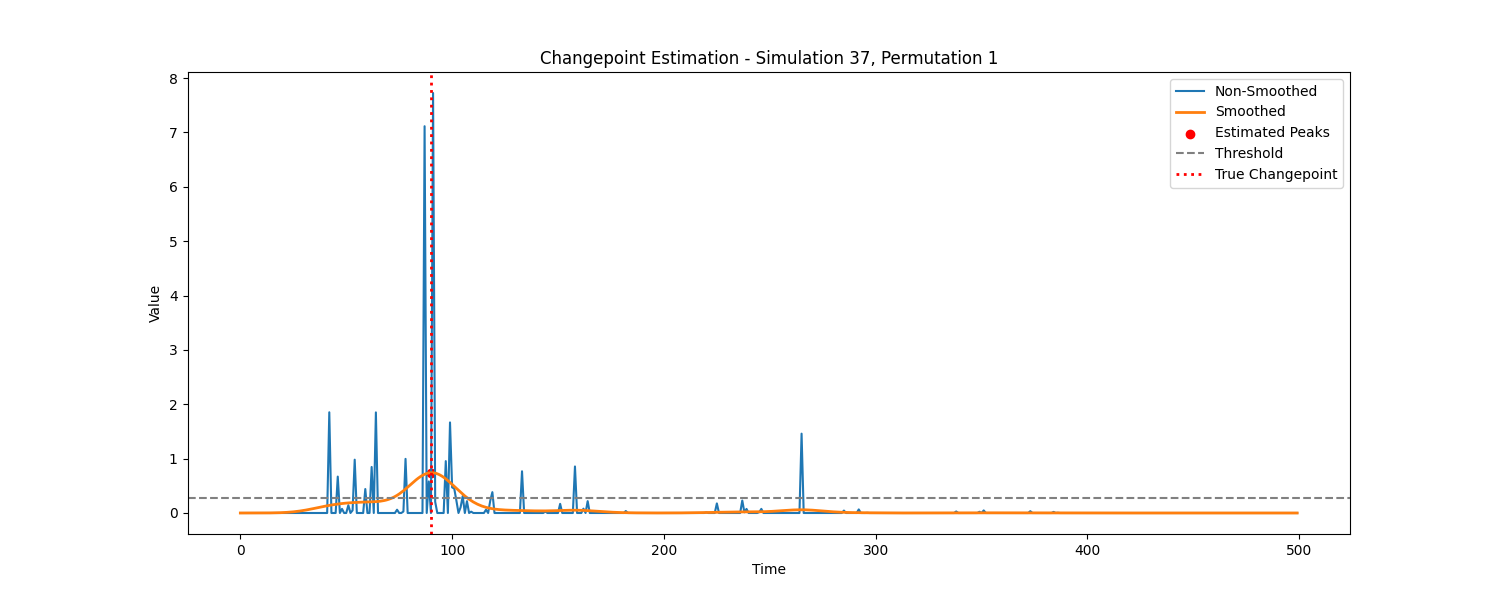 Changepoint Estimation - Simulation 37, Permutation 1
8
7
6
5
4
3
2
1
0
Value
Non-Smoothed
Smoothed
Estimated Peaks
Threshold
True Changepoint
0 100 200 300 400 500
Time